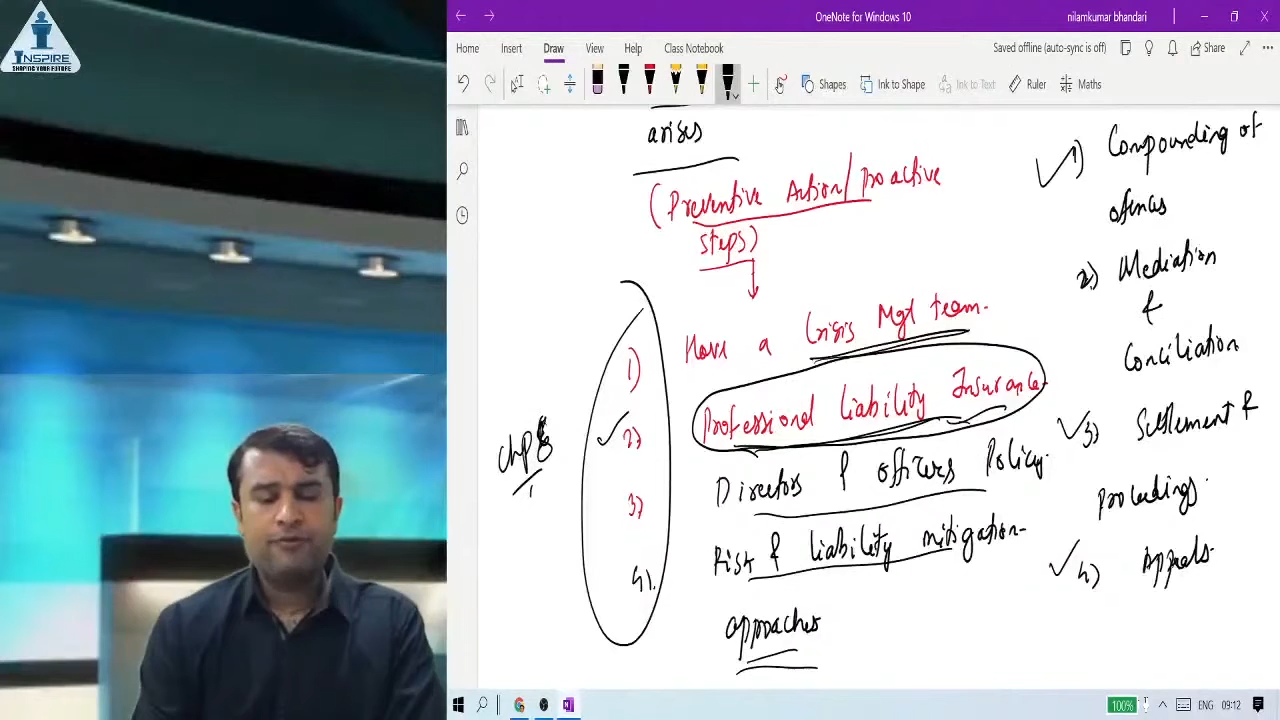 INSPIRE
SHAPING YOUR FUTURE
OneNote for Windows 10
nilamkumar bhandari
Home Insert Draw View Help Class Notebook
Saved offline (auto-sync is off)
Share
Shapes Ink to Shape Ink to Text Ruler Maths
arises
(Preventive Action/proactive
steps)
1) Have a Crisis Mgt team.
2) Professional liability Insurance.
3) Directors & officers Policy.
4). Risk & liability mitigation-
approaches
1) Compounding of
2.) Mediation
&
Conciliation
3) Settlement &
4) Appeals.
100%
09:12